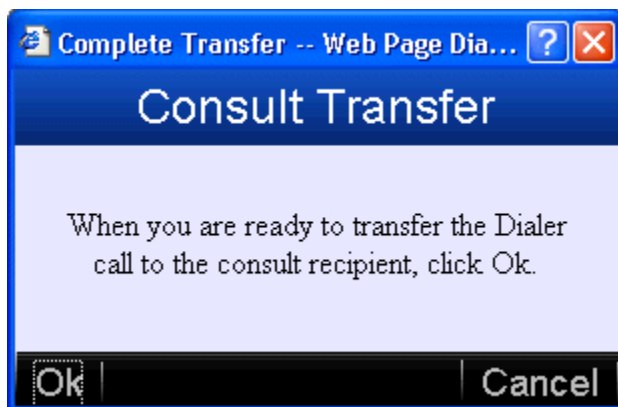 Complete Transfer -- Web Page Dia...
Consult Transfer
When you are ready to transfer the Dialer
call to the consult recipient, click Ok.
Ok
Cancel